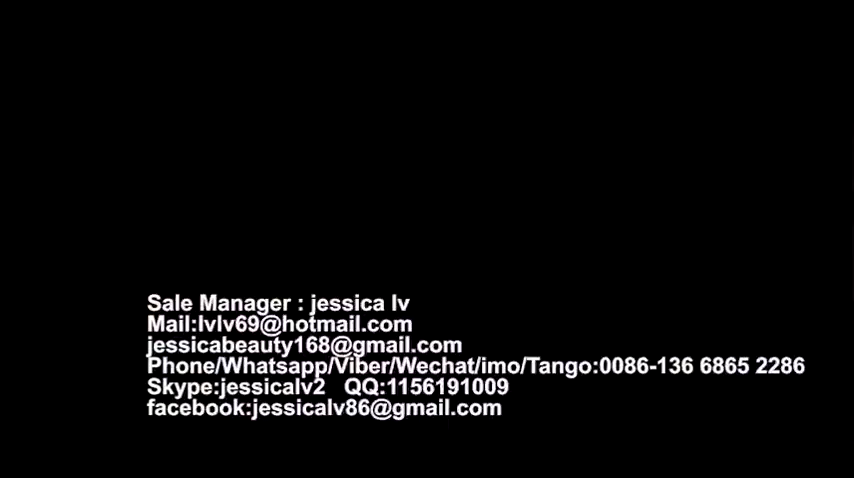 Sale Manager : jessica lv
Mail:lvlv69@hotmail.com
jessicabeauty168@gmail.com
Phone/Whatsapp/Viber/Wechat/imo/Tango:0086-136 6865 2286
Skype:jessicalv2 QQ:1156191009
facebook:jessicalv86@gmail.com